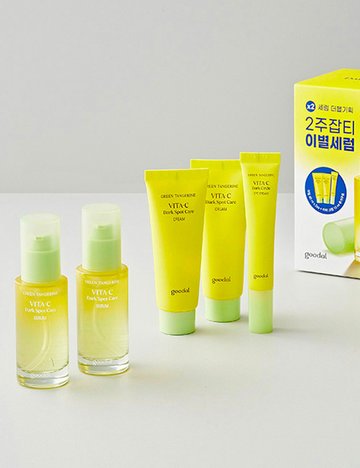 x2 세럼 더블기획
2주잡티
이별세럼
goodal
GREEN TANGERINE
VITA-C
Dark Spot Care
CREAM
goodal
GREEN TANGERINE
VITA-C
Dark Spot Care
CREAM
goodal
GREEN TANGERINE
VITA-C
Dark Circle
EYE CREAM
goodal
GREEN TANGERINE
VITA-C
Dark Spot Care
SERUM
GREEN TANGERINE
VITA-C
Dark Spot Care
SERUM